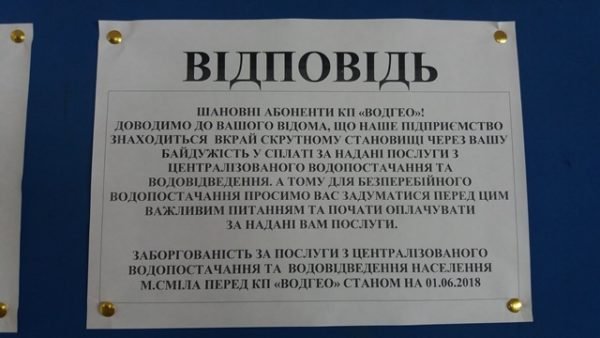 ВІДПОВІДЬ
ШАНОВНІ АБОНЕНТИ КП «ВОДГЕО»!
ДОВОДИМО ДО ВАШОГО ВІДОМА, ЩО НАШЕ ПІДПРИЄМСТВО
ЗНАХОДИТЬСЯ ВКРАЙ СКРУТНОМУ СТАНОВИЩІ ЧЕРЕЗ ВАШУ
БАЙДУЖІСТЬ У СПЛАТІ ЗА НАДАНІ ПОСЛУГИ З
ЦЕНТРАЛІЗОВАНОГО ВОДОПОСТАЧАННЯ ТА
ВОДОВІДВЕДЕННЯ. А ТОМУ ДЛЯ БЕЗПЕРЕБІЙНОГО
ВОДОПОСТАЧАННЯ ПРОСИМО ВАС ЗАДУМАТИСЯ ПЕРЕД ЦИМ
ВАЖЛИВИМ ПИТАННЯМ ТА ПОЧАТИ ОПЛАЧУВАТИ
ЗА НАДАНІ ВАМ ПОСЛУГИ.
ЗАБОРГОВАНІСТЬ ЗА ПОСЛУГИ З ЦЕНТРАЛІЗОВАНОГО
ВОДОПОСТАЧАННЯ ТА ВОДОВІДВЕДЕННЯ НАСЕЛЕННЯ
М.СМІЛА ПЕРЕД КП «ВОДГЕО» СТАНОМ НА 01.06.2018